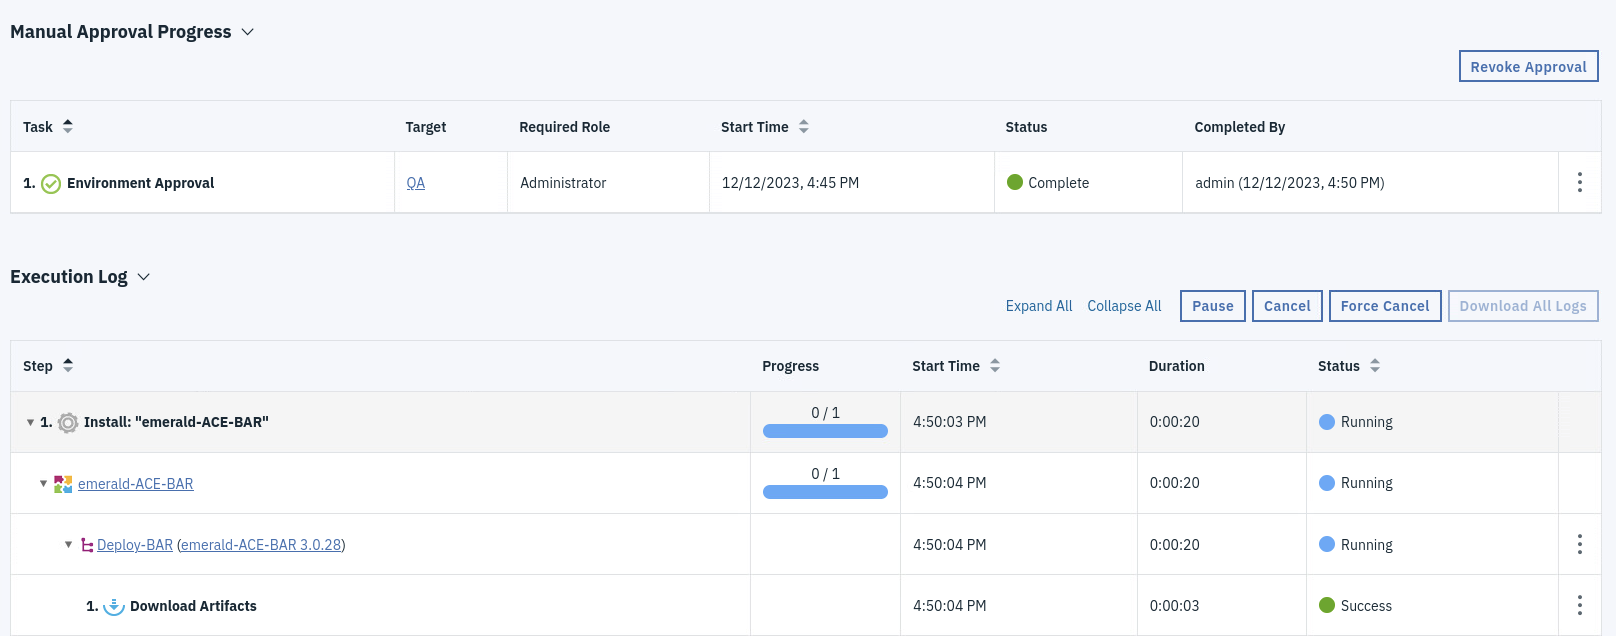 Manual Approval Progress
Revoke Approval
Task Target Required Role Start Time Status Completed By
1. Environment Approval QA Administrator 12/12/2023, 4:45 PM Complete admin (12/12/2023, 4:50 PM)
Execution Log
Expand All Collapse All Pause Cancel Force Cancel Download All Logs
Step Progress Start Time Duration Status
1. Install: "emerald-ACE-BAR" 0 / 1 4:50:03 PM 0:00:20 Running
emerald-ACE-BAR 0 / 1 4:50:04 PM 0:00:20 Running
Deploy-BAR (emerald-ACE-BAR 3.0.28) 4:50:04 PM 0:00:20 Running
1. Download Artifacts 4:50:04 PM 0:00:03 Success